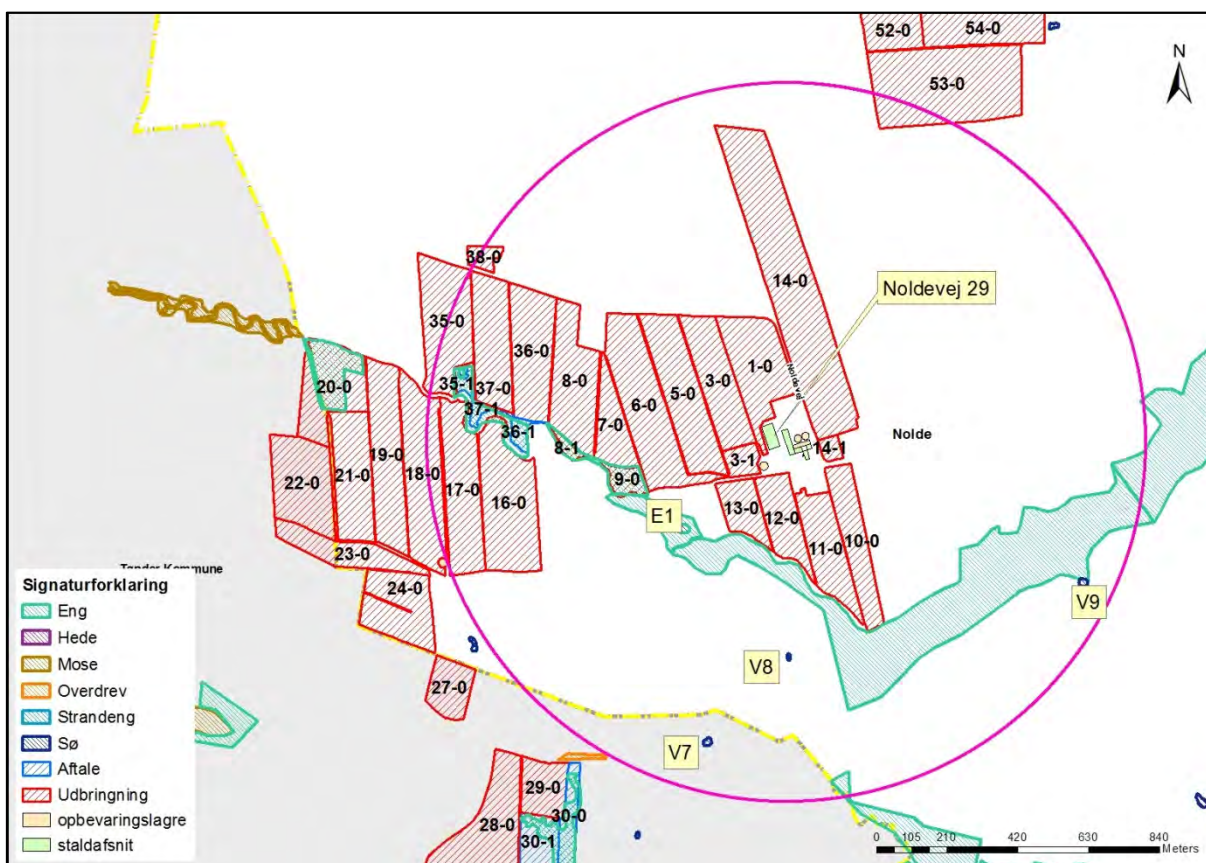 52-0
54-0
53-0
N
38-0
14-0
Noldevej 29
35-0
36-0
1-0
8-0
3-0
Noldevej
5-0
6-0
20-0
35-1
37-0
37-1
7-0
36-1
8-1
Nolde
14-1
19-0
3-1
21-0
18-0
9-0
22-0
17-0
16-0
13-0
12-0
E1
11-0
10-0
23-0
Tønder Kommune
24-0
V9
Signaturforklaring
Eng
Hede
Mose
Overdrev
Strandeng
Sø
Aftale
Udbringning
opbevaringslagre
staldafsnit
V8
27-0
V7
29-0
30-0
28-0
30-1
0 105 210 420 630 840
Meters